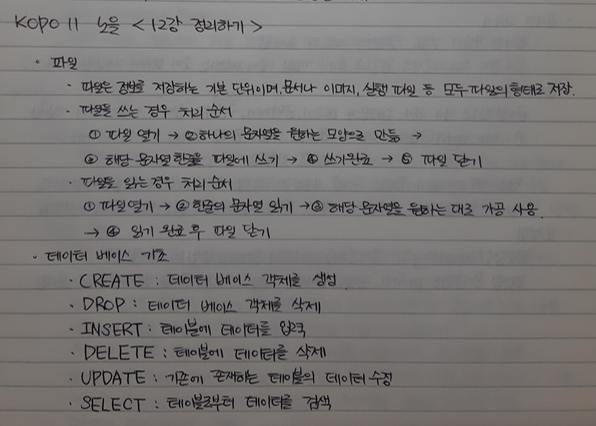 KOPO 11 노을 <12강 정리하기>
· 파일
· 파일은 정보를 저장하는 기본 단위이며, 문서나 이미지, 실행 파일 등 모두 파일의 형태로 저장.
· 파일을 쓰는 경우 처리 순서
① 파일 열기 → ② 하나의 문자열을 원하는 모양으로 만듦 →
③ 해당 문자열 한줄을 파일에 쓰기 → ④ 쓰기완료 → ⑤ 파일 닫기
· 파일을 읽는 경우 처리 순서
① 파일열기 → ② 한줄의 문자열 읽기 → ③ 해당 문자열을 원하는 대로 가공 사용.
→ ④ 읽기 완료 후 파일 닫기
· 데이터 베이스 기초
· CREATE : 데이터 베이스 객체를 생성.
· DROP : 데이터 베이스 객체를 삭제
· INSERT : 테이블에 데이터를 입력
· DELETE : 테이블에 데이터를 삭제
· UPDATE : 기존에 존재하는 테이블의 데이터 수정
· SELECT : 테이블로부터 데이터를 검색